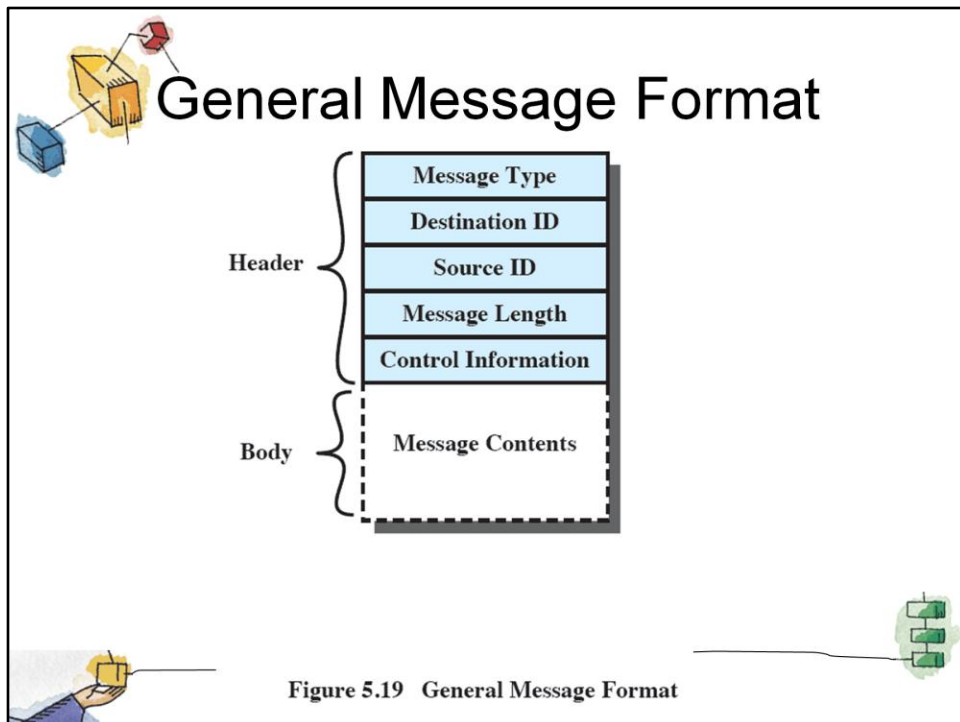 General Message Format
Header
Message Type
Destination ID
Source ID
Message Length
Control Information
Body
Message Contents
Figure 5.19 General Message Format